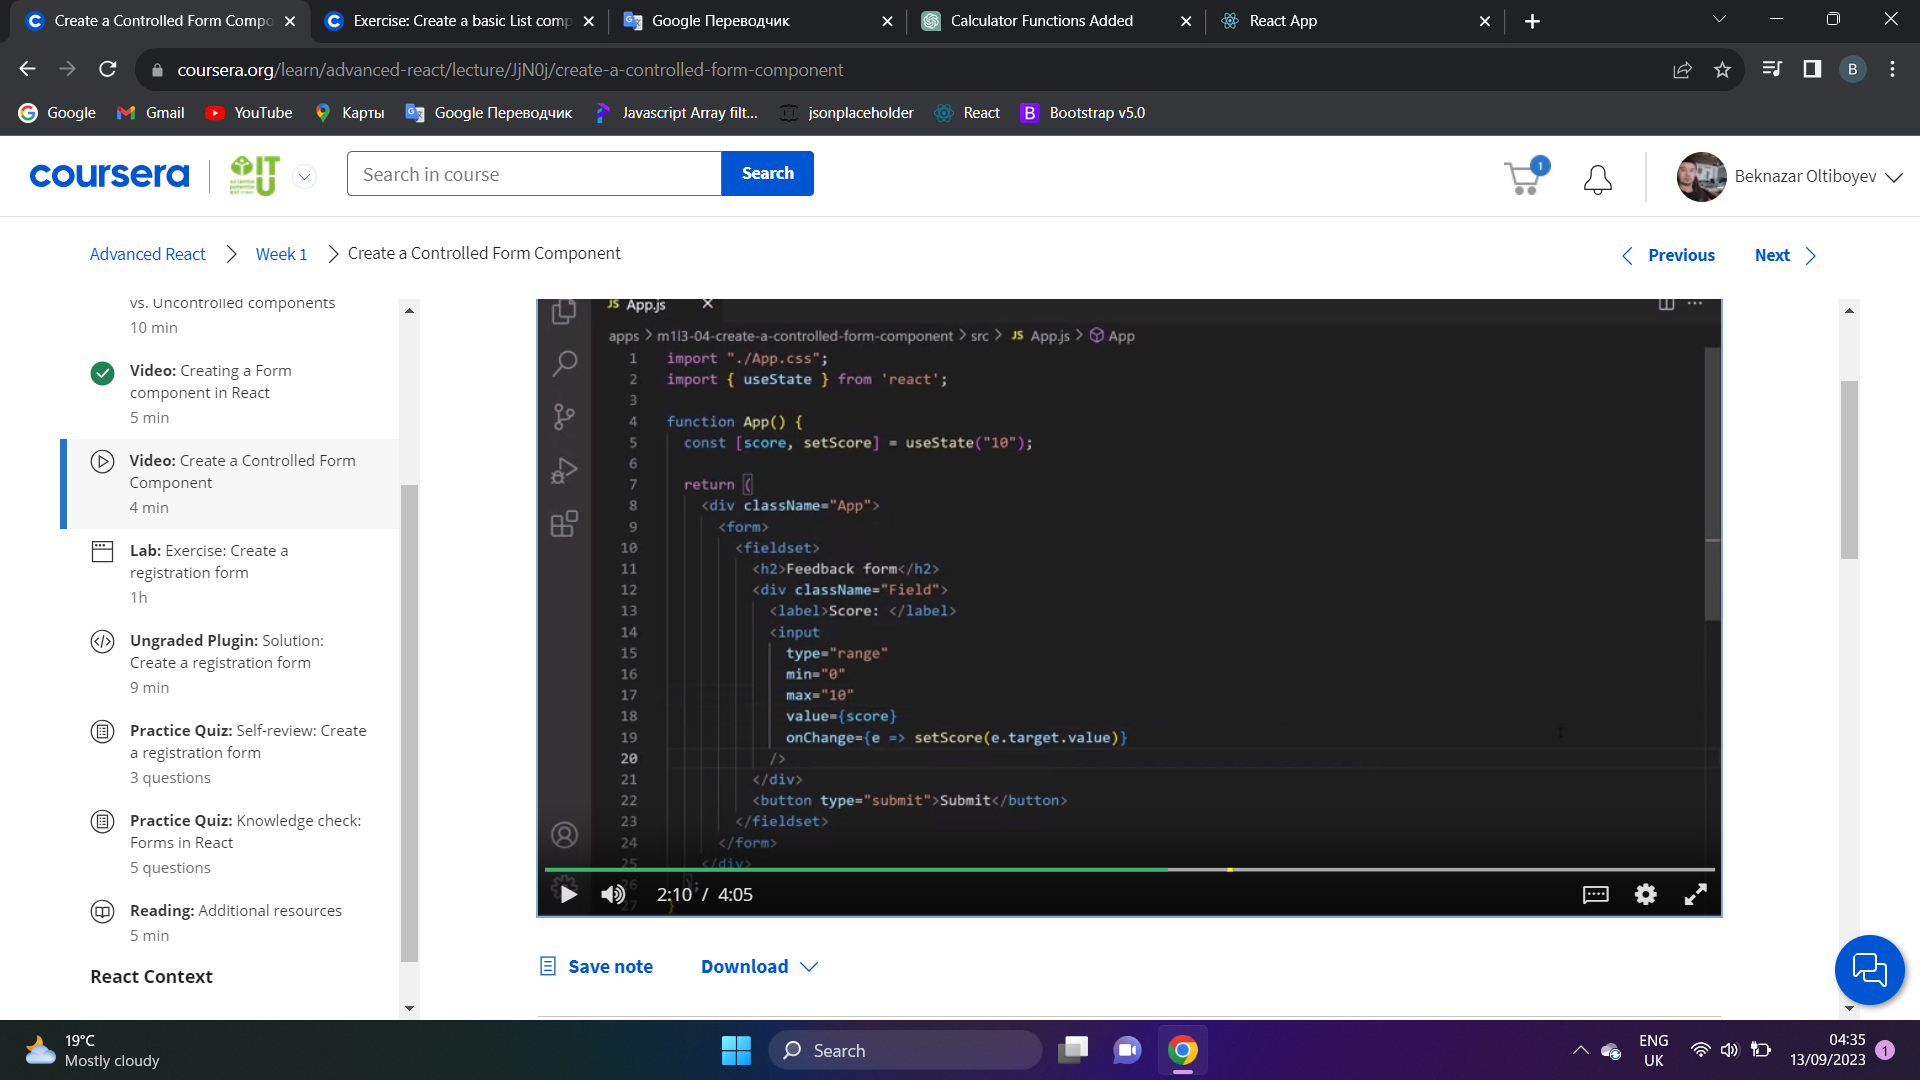 Create a Controlled Form Compo
Exercise: Create a basic List comp
Google Переводчик
Calculator Functions Added
React App
coursera.org/learn/advanced-react/lecture/JjN0j/create-a-controlled-form-component
B
Google
Gmail
YouTube
Карты
Google Переводчик
Javascript Array filt...
jsonplaceholder
React
B
Bootstrap v5.0
coursera
IT
U
Search in course
Search
1
Beknazar Oltiboyev
Advanced React
Week 1
Create a Controlled Form Component
Previous
Next
vs. Uncontrolled components
10 min
Video: Creating a Form
component in React
5 min
Video: Create a Controlled Form
Component
4 min
Lab: Exercise: Create a
registration form
1h
Ungraded Plugin: Solution:
Create a registration form
9 min
Practice Quiz: Self-review: Create
a registration form
3 questions
Practice Quiz: Knowledge check:
Forms in React
5 questions
Reading: Additional resources
5 min
React Context
JS App.js
apps > m1l3-04-create-a-controlled-form-component > src > JS App.js > App
1 import "./App.css";
2 import { useState } from 'react';
3
4 function App() {
5 const [score, setScore] = useState("10");
6
7 return (
8 <div className="App">
9 <form>
10 <fieldset>
11 <h2>Feedback form</h2>
12 <div className="Field">
13 <label>Score: </label>
14 <input
15 type="range"
16 min="0"
17 max="10"
18 value={score}
19 onChange={e => setScore(e.target.value)}
20 />
21 </div>
22 <button type="submit">Submit</button>
23 </fieldset>
24 </form>
25 </div>
26 );
27 }
2:10 / 4:05
Save note
Download
19°C
Mostly cloudy
Search
ENG
UK
04:35
13/09/2023
1